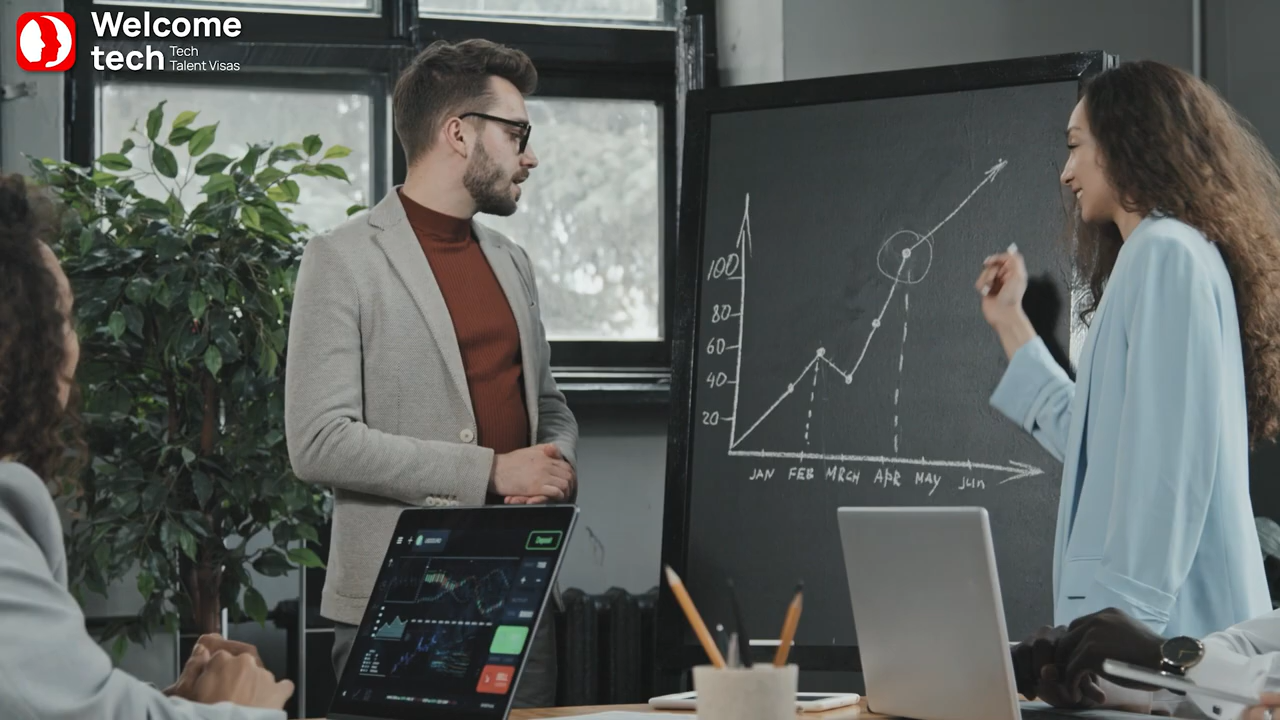 Welcome
tech Tech
Talent Visas
100
80
60
40
20
JAN FEB MRCH APR MAY Jun
Deposit